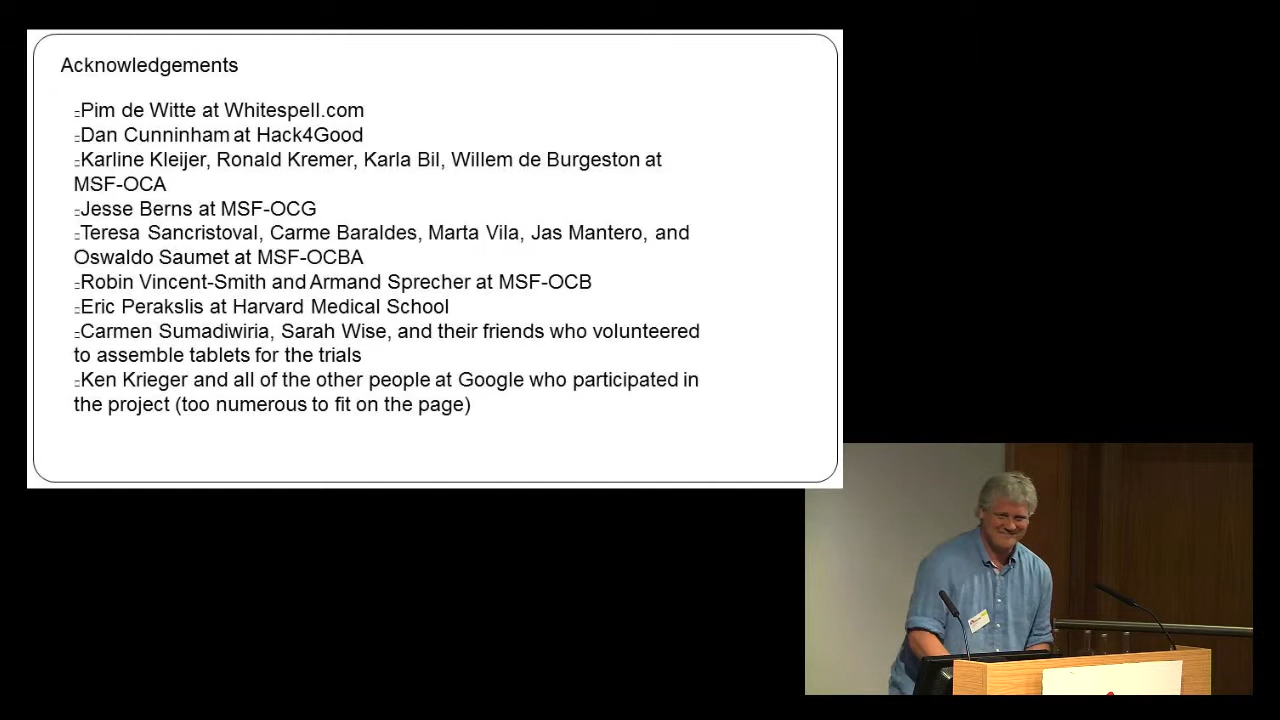 Acknowledgements
Pim de Witte at Whitespell.com
Dan Cunninham at Hack4Good
Karline Kleijer, Ronald Kremer, Karla Bil, Willem de Burgeston at
MSF-OCA
Jesse Berns at MSF-OCG
Teresa Sancristoval, Carme Baraldes, Marta Vila, Jas Mantero, and
Oswaldo Saumet at MSF-OCBA
Robin Vincent-Smith and Armand Sprecher at MSF-OCB
Eric Perakslis at Harvard Medical School
Carmen Sumadiwiria, Sarah Wise, and their friends who volunteered
to assemble tablets for the trials
Ken Krieger and all of the other people at Google who participated in
the project (too numerous to fit on the page)